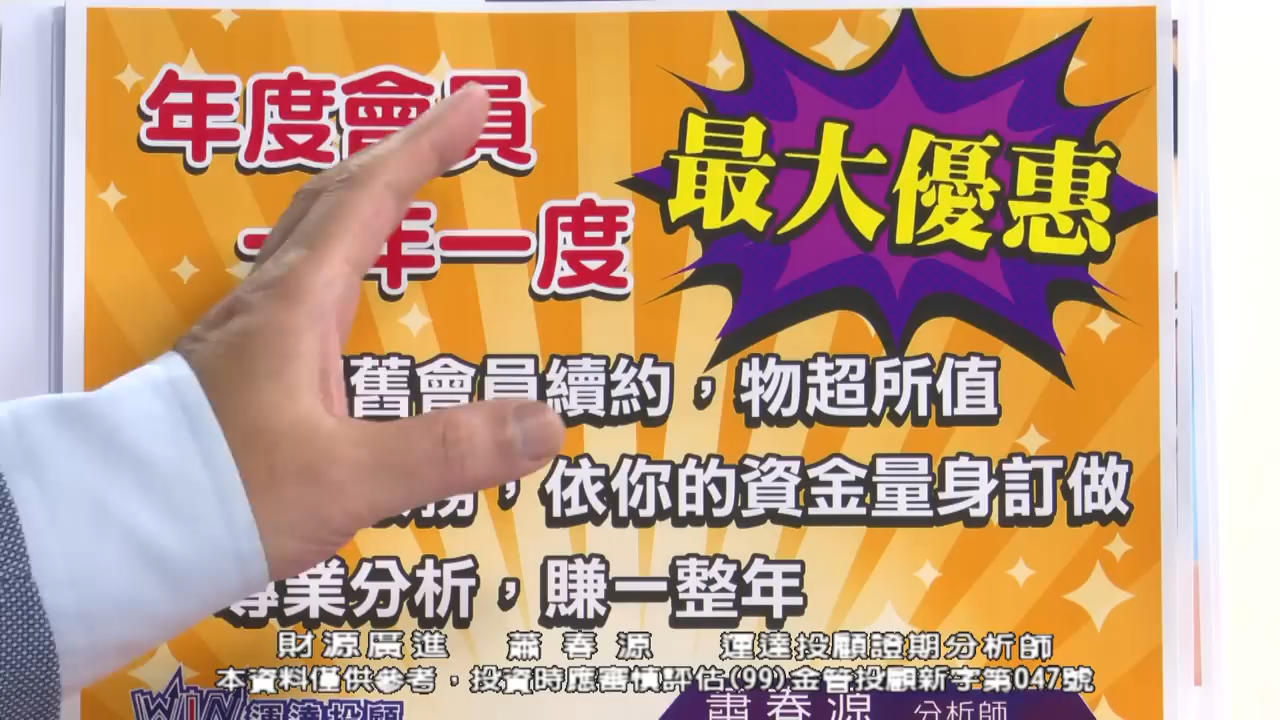 年度會員
一年一度
最大優惠
舊會員續約，物超所值
，依你的資金量身訂做
專業分析，賺一整年
財源廣進 蕭春源 運達投顧證期分析師
本資料僅供參考，投資時應審慎評估(99)金管投顧新字第047號
WIN 運達投顧
蕭春源 分析師